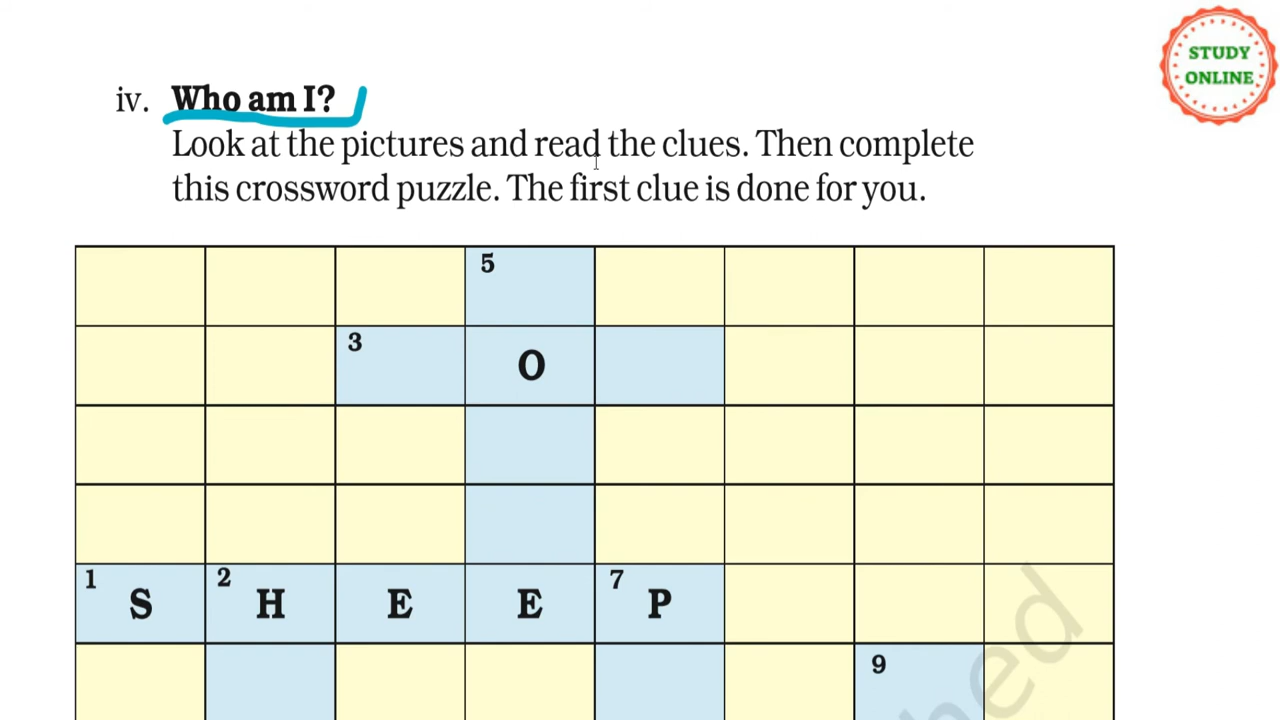 STUDY
ONLINE
iv. Who am I?
Look at the pictures and read the clues. Then complete
this crossword puzzle. The first clue is done for you.
5
3 O
1 S 2 H E E 7 P
9
hed